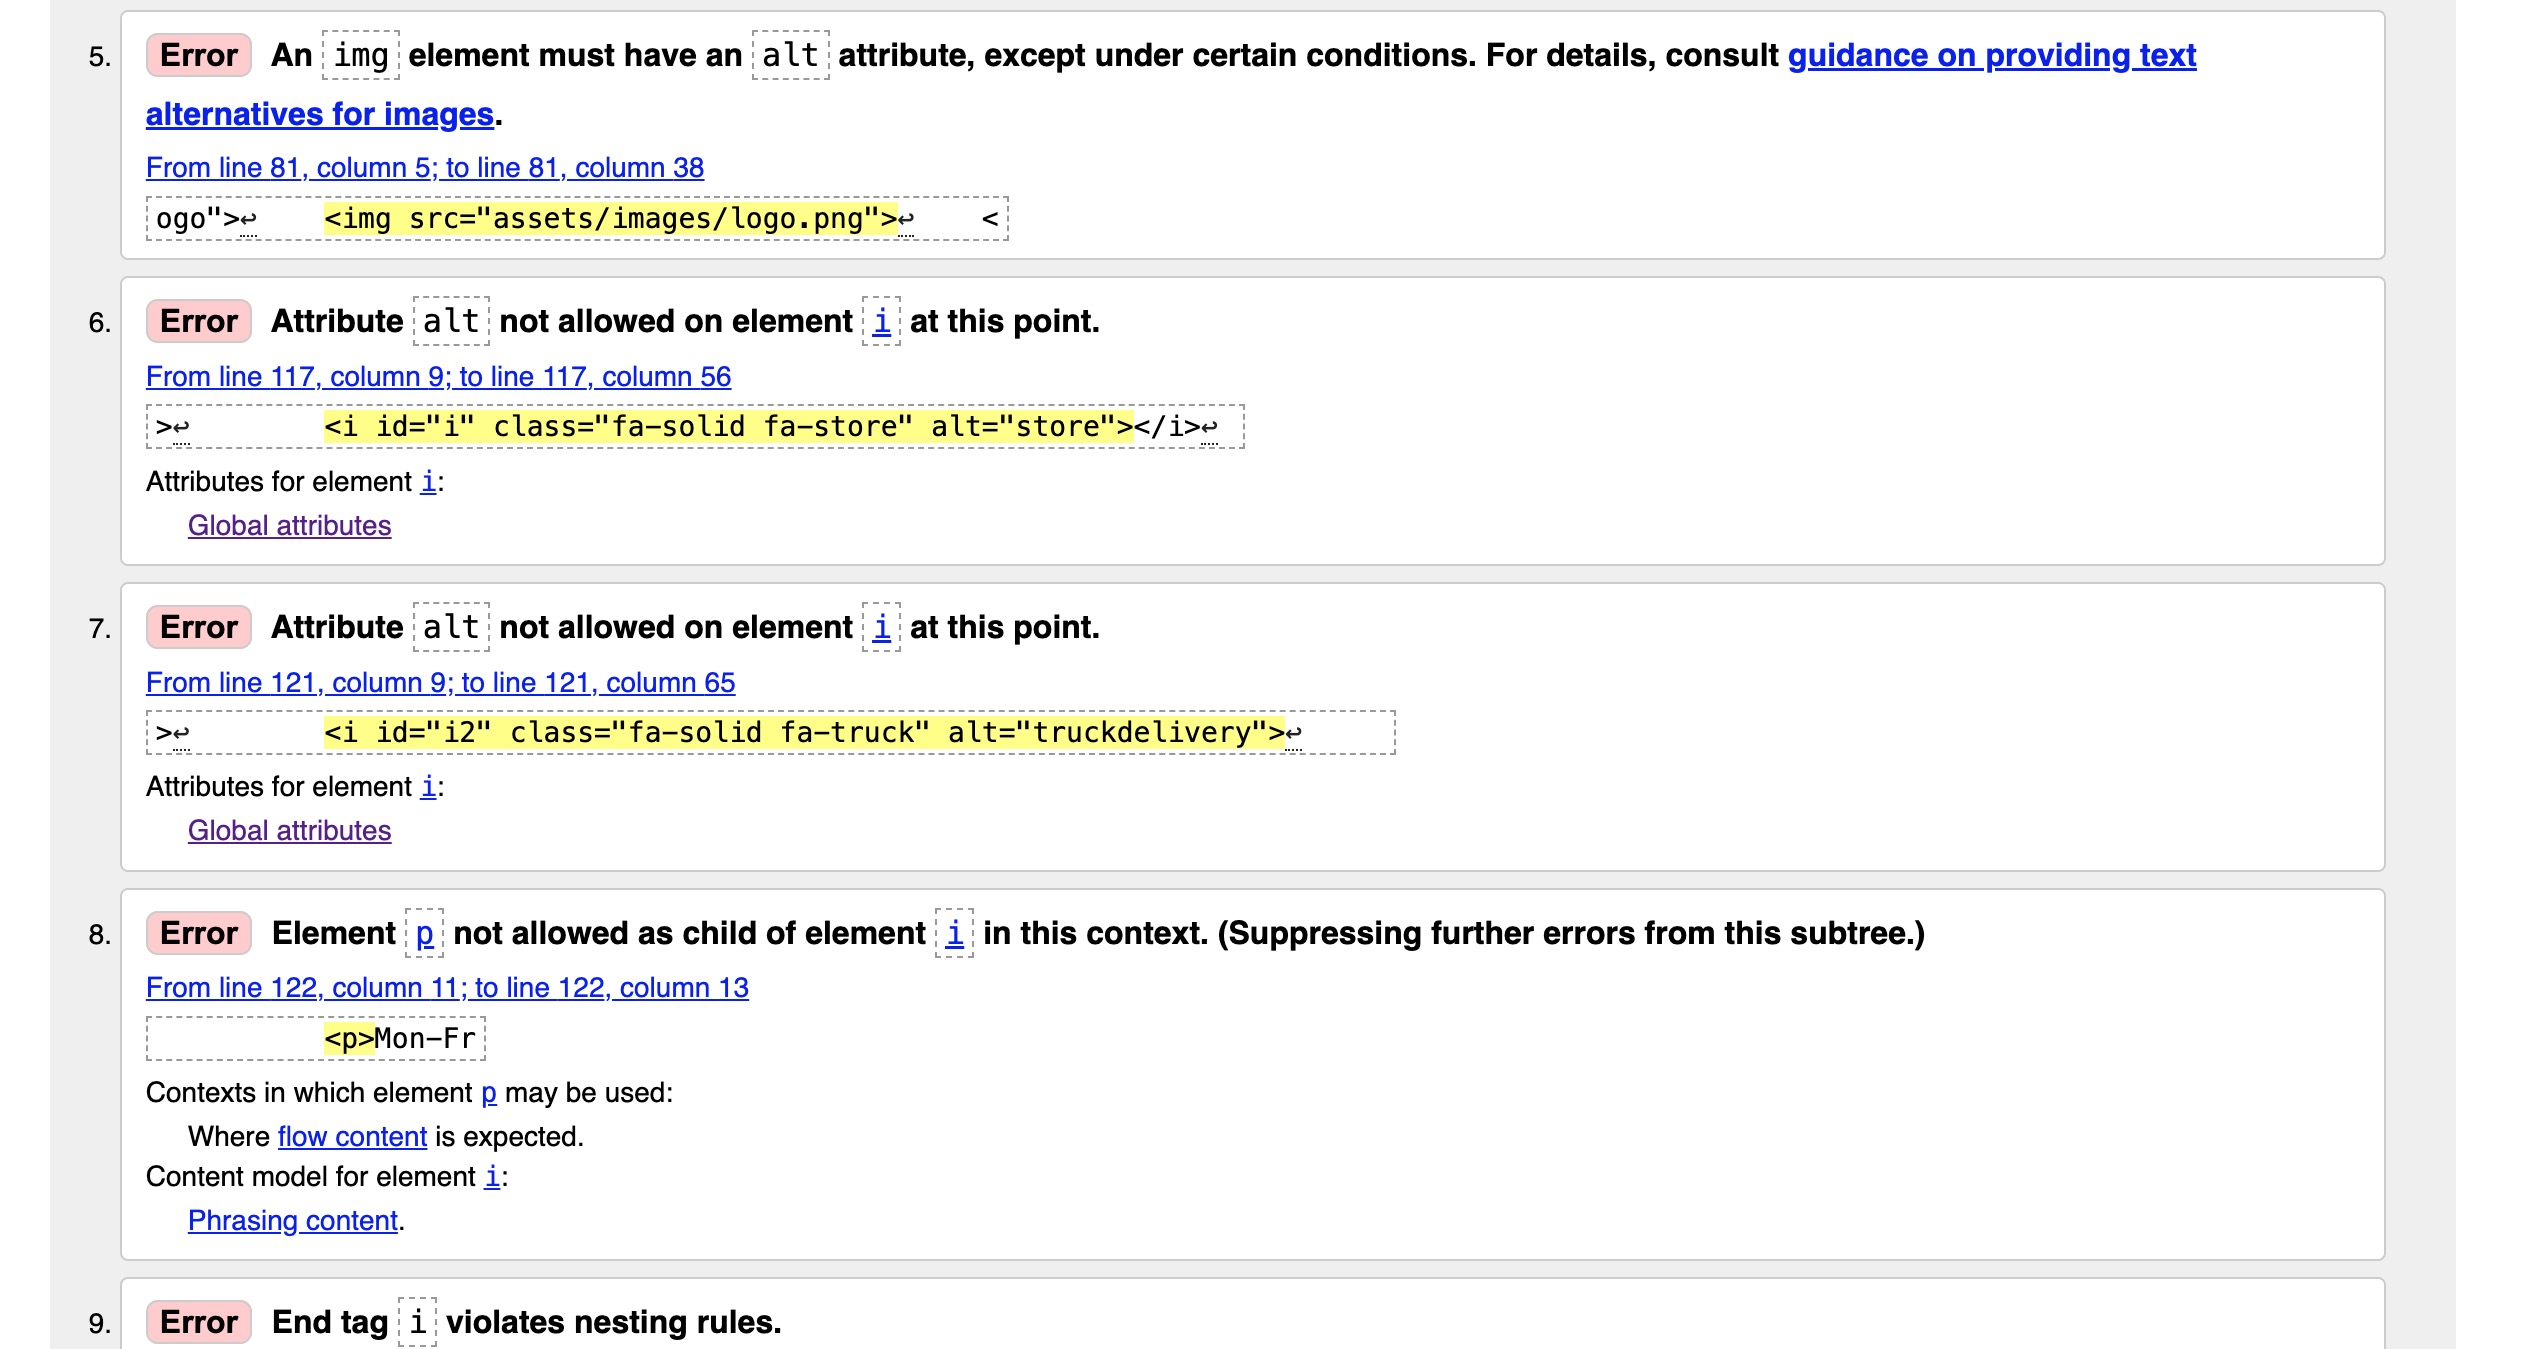 5. Error An img element must have an alt attribute, except under certain conditions. For details, consult guidance on providing text
alternatives for images.
From line 81, column 5; to line 81, column 38
ogo">↩    <img src="assets/images/logo.png">↩    <
6. Error Attribute alt not allowed on element i at this point.
From line 117, column 9; to line 117, column 56
>↩        <i id="i" class="fa-solid fa-store" alt="store"></i>↩
Attributes for element i:
Global attributes
7. Error Attribute alt not allowed on element i at this point.
From line 121, column 9; to line 121, column 65
>↩        <i id="i2" class="fa-solid fa-truck" alt="truckdelivery">↩
Attributes for element i:
Global attributes
8. Error Element p not allowed as child of element i in this context. (Suppressing further errors from this subtree.)
From line 122, column 11; to line 122, column 13
<p>Mon-Fr
Contexts in which element p may be used:
Where flow content is expected.
Content model for element i:
Phrasing content.
9. Error End tag i violates nesting rules.